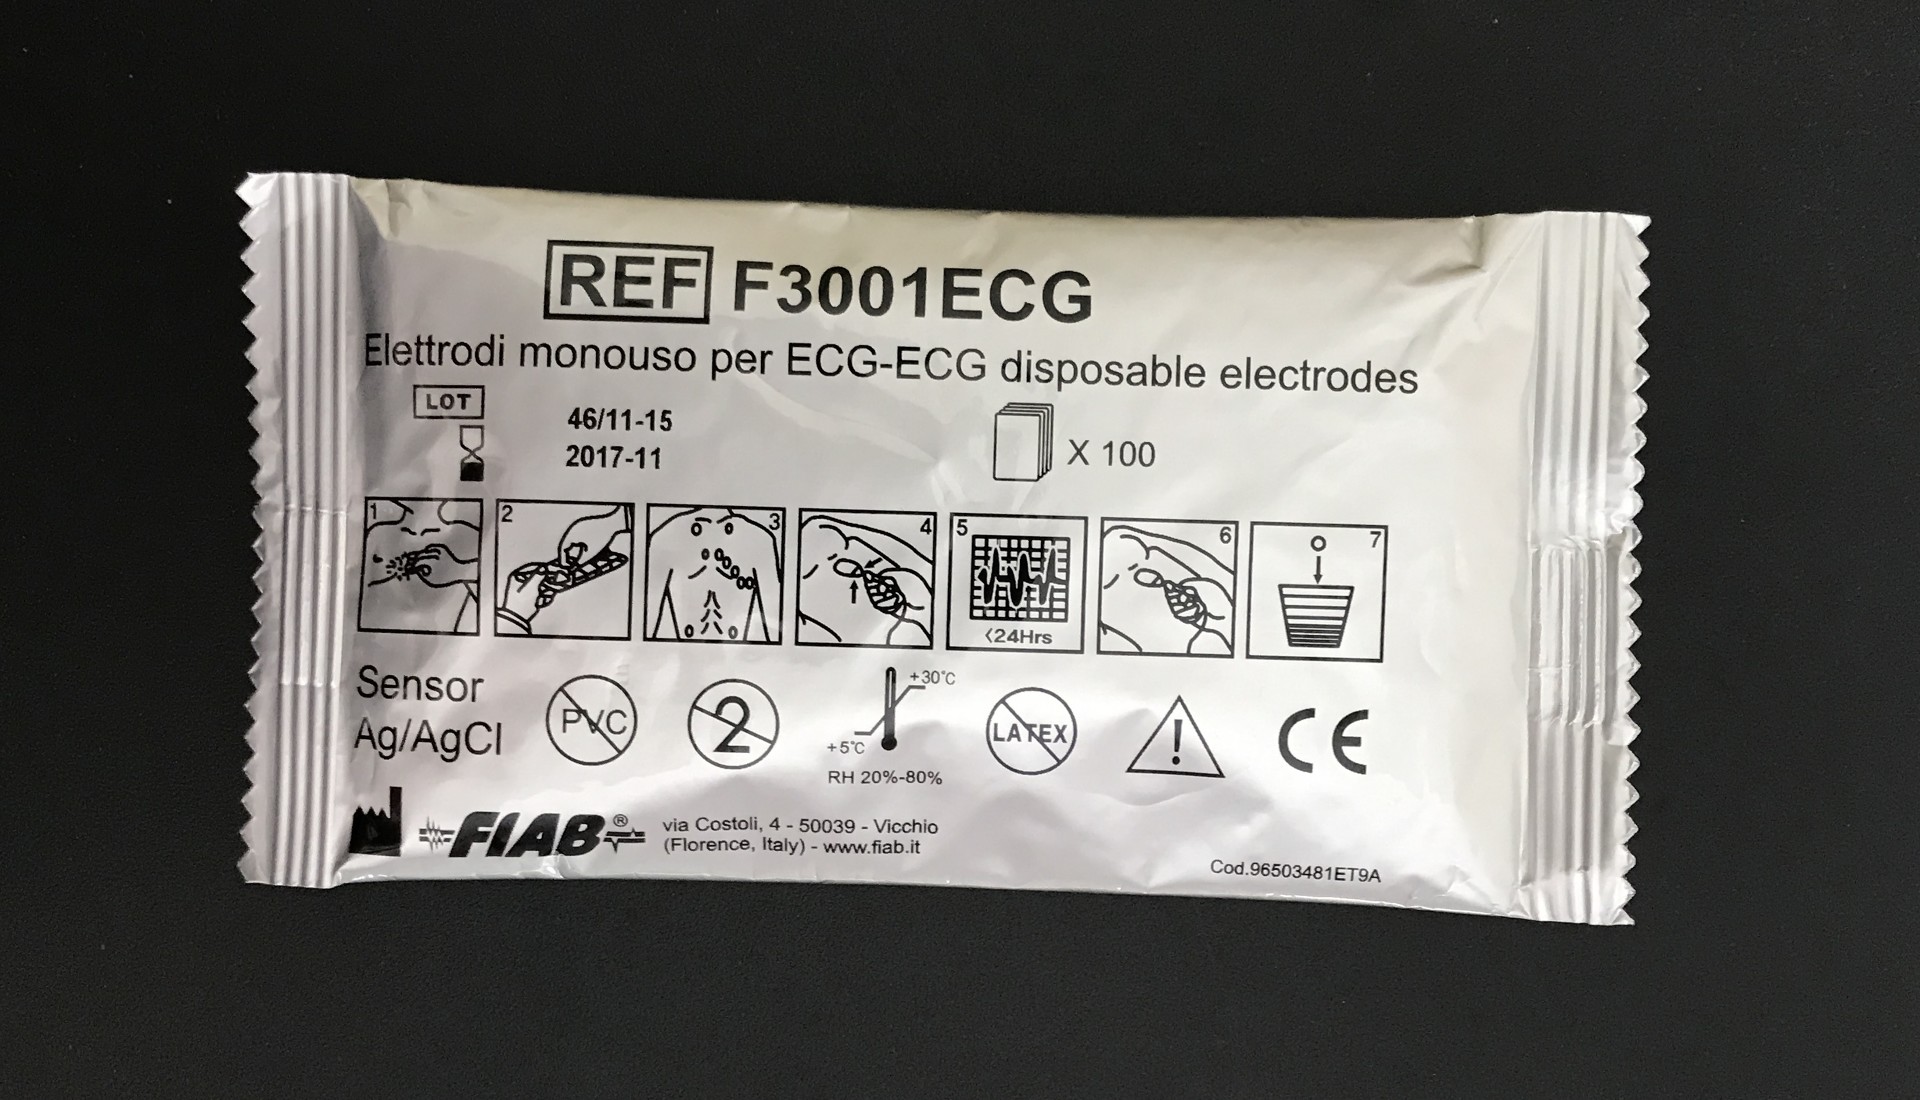 REF F3001ECG
Elettrodi monouso per ECG-ECG disposable electrodes
LOT 46/11-15
2017-11
X 100
1 2 3 4 5 6 7
<24Hrs
Sensor
Ag/AgCl
PVC
2
+30°C
+5°C
RH 20%-80%
LATEX
!
CE
FIAB®
via Costoli, 4 - 50039 - Vicchio
(Florence, Italy) - www.fiab.it
Cod.96503481ET9A